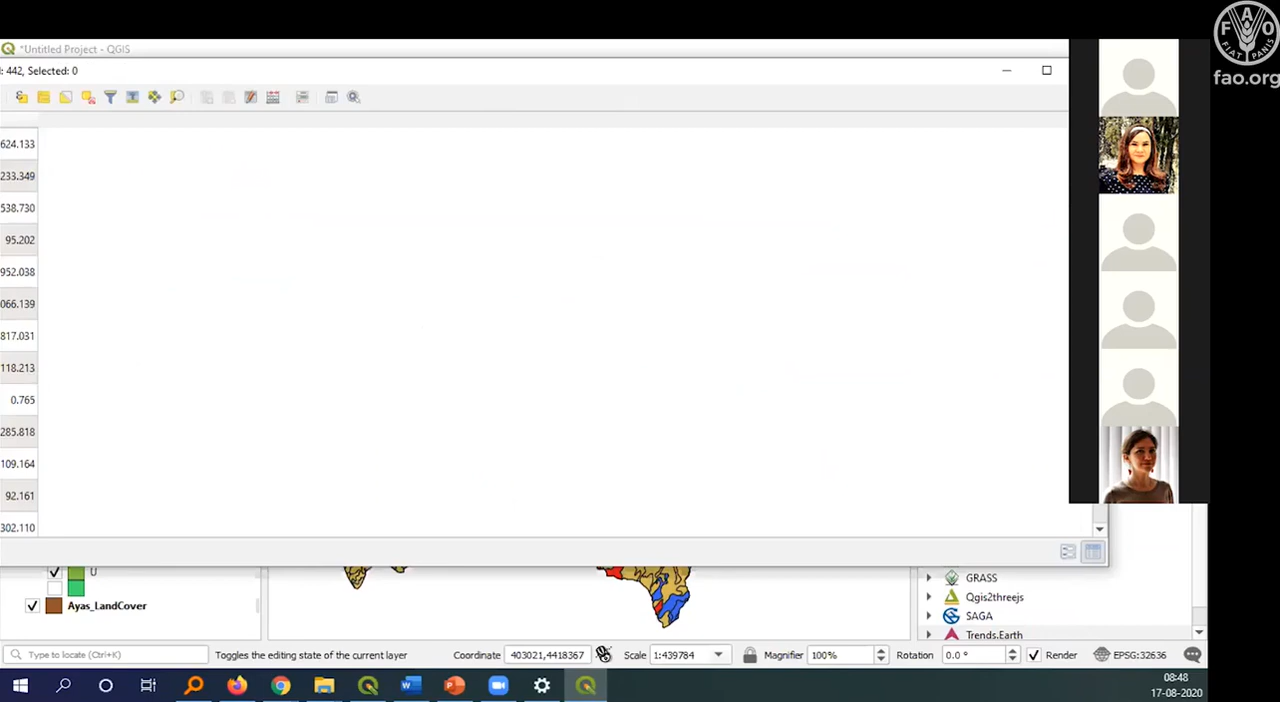 *Untitled Project - QGIS
: 442, Selected: 0
624.133
233.349
538.730
95.202
952.038
066.139
817.031
118.213
0.765
285.818
109.164
92.161
302.110
U
Ayas_LandCover
GRASS
Qgis2threejs
SAGA
Trends.Earth
Type to locate (Ctrl+K)
Toggles the editing state of the current layer
Coordinate 403021,4418367
Scale 1:439784
Magnifier 100%
Rotation 0.0 °
Render
EPSG:32636
08:48
17-08-2020
F A O
FIAT PANIS
fao.org